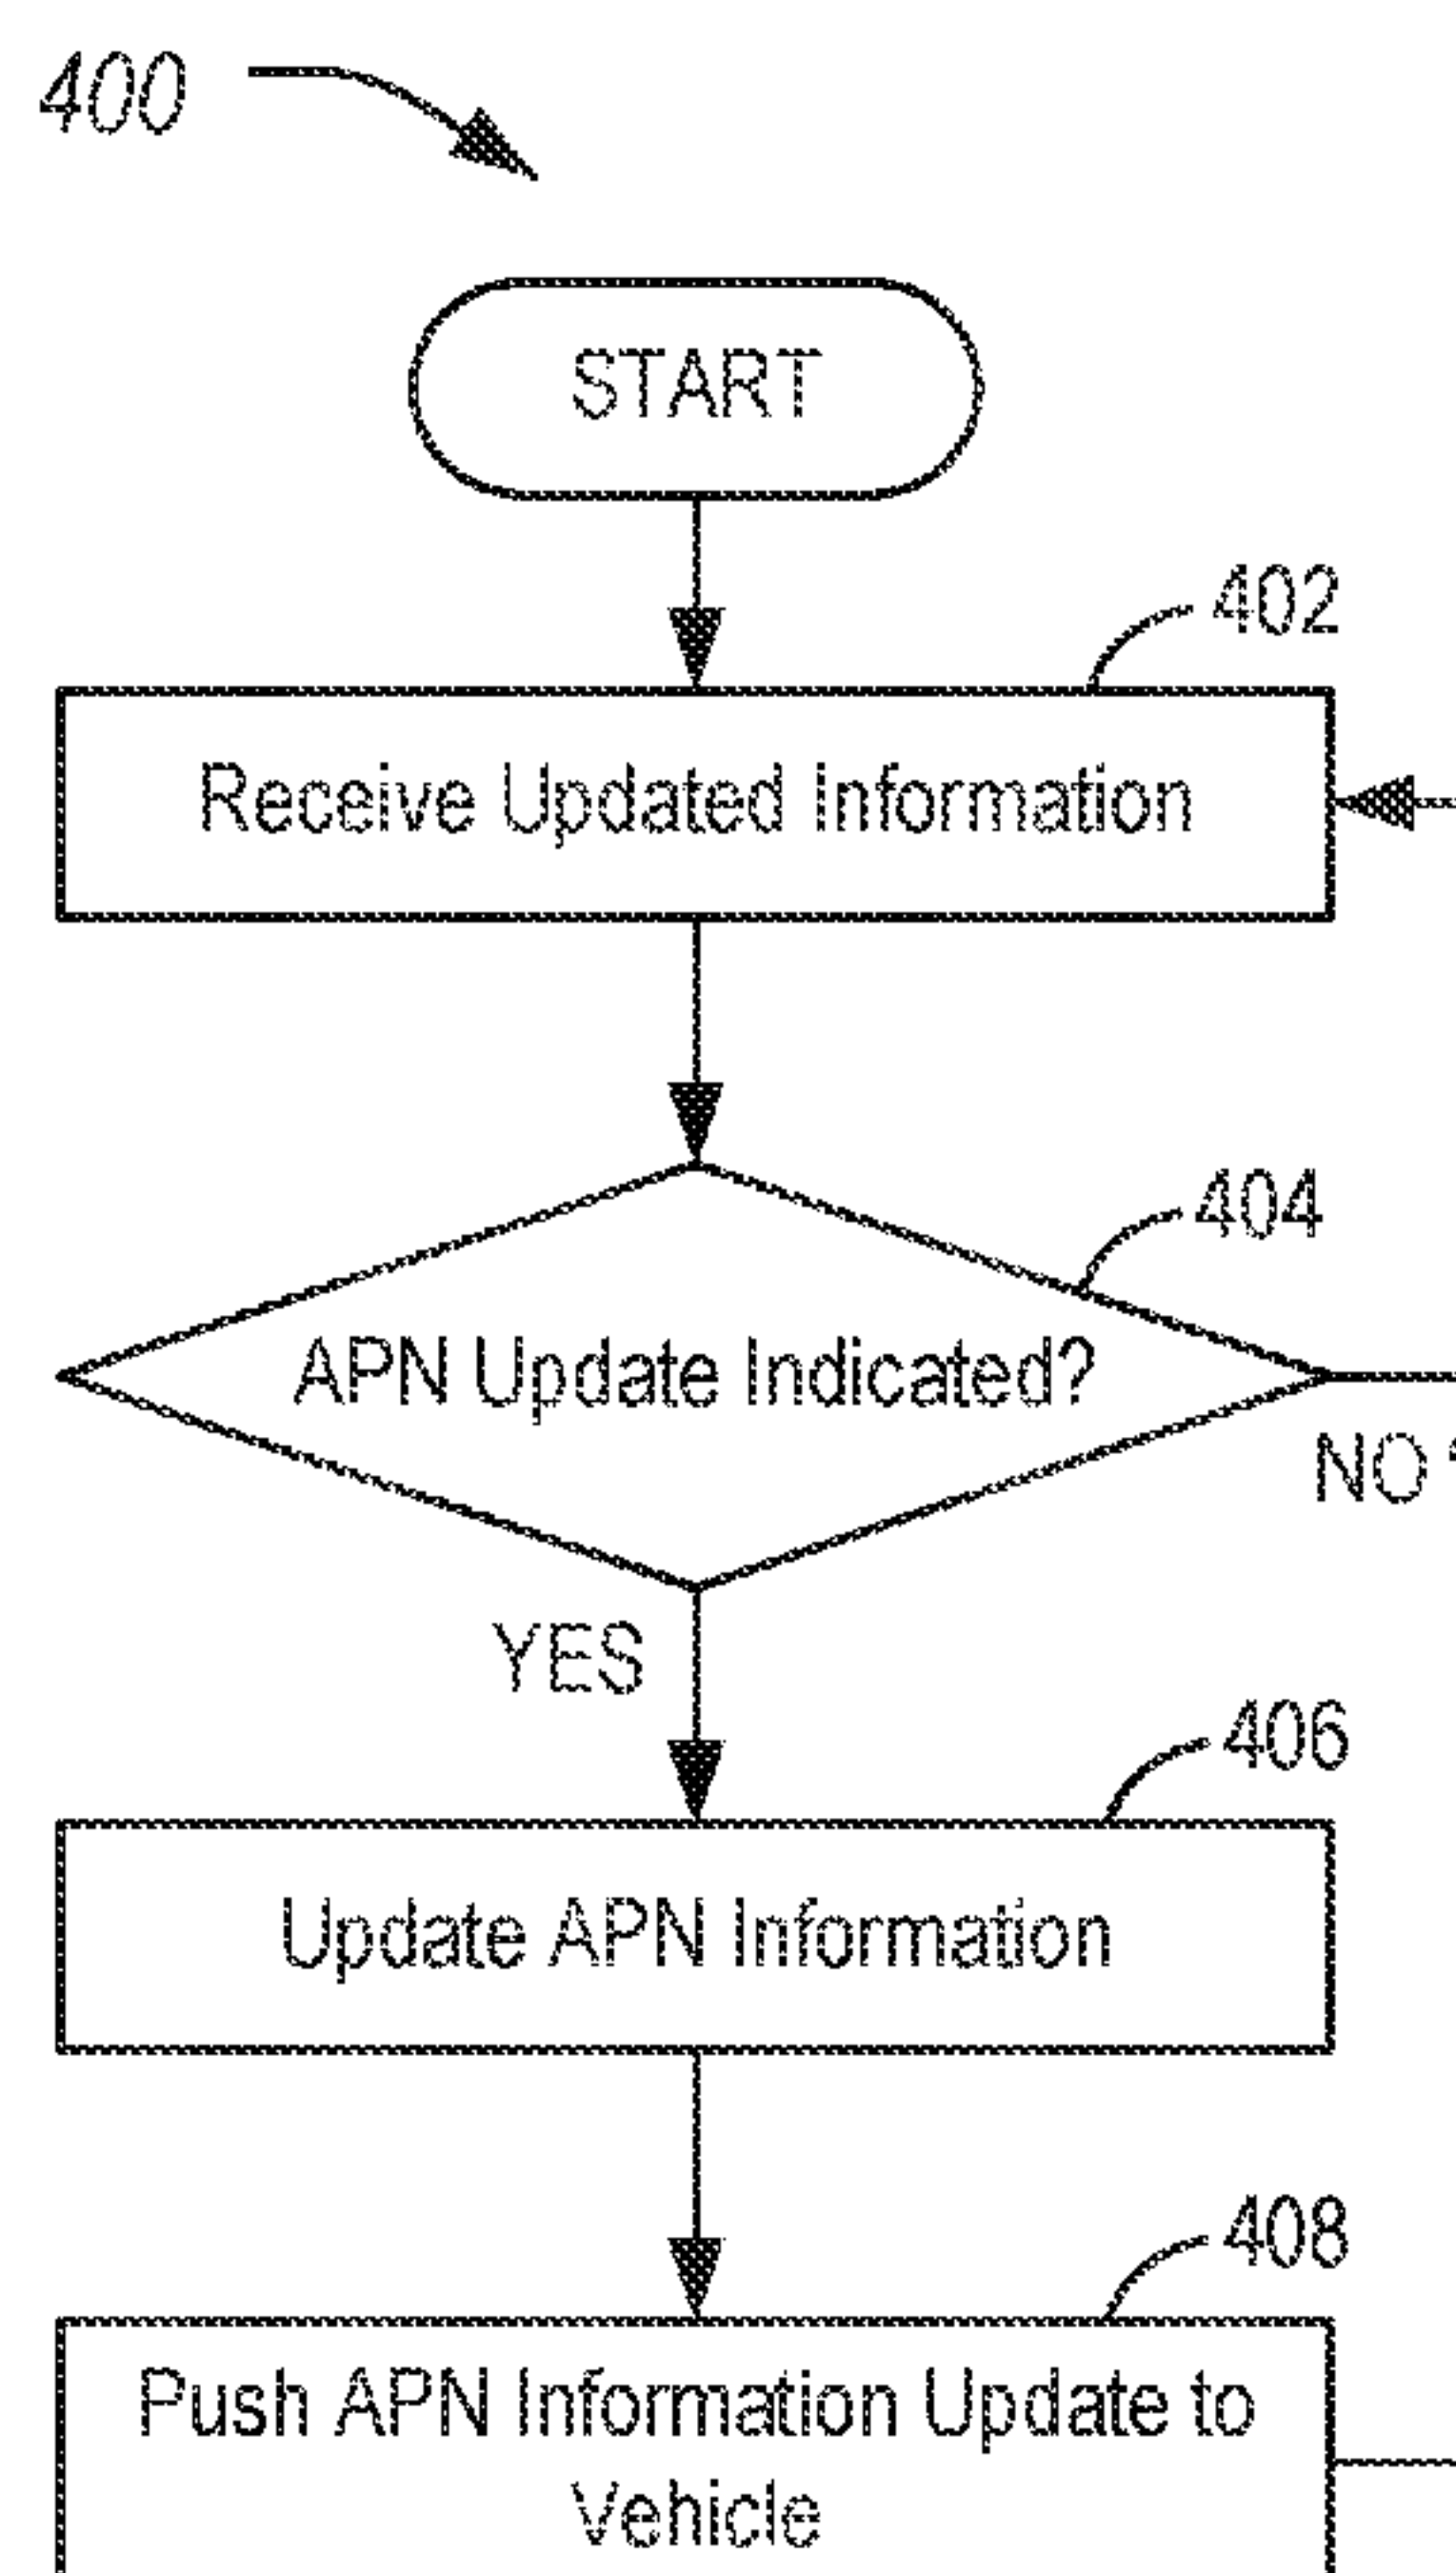 400
START
402
Receive Updated Information
404
APN Update Indicated?
NO
YES
406
Update APN Information
408
Push APN Information Update to
Vehicle